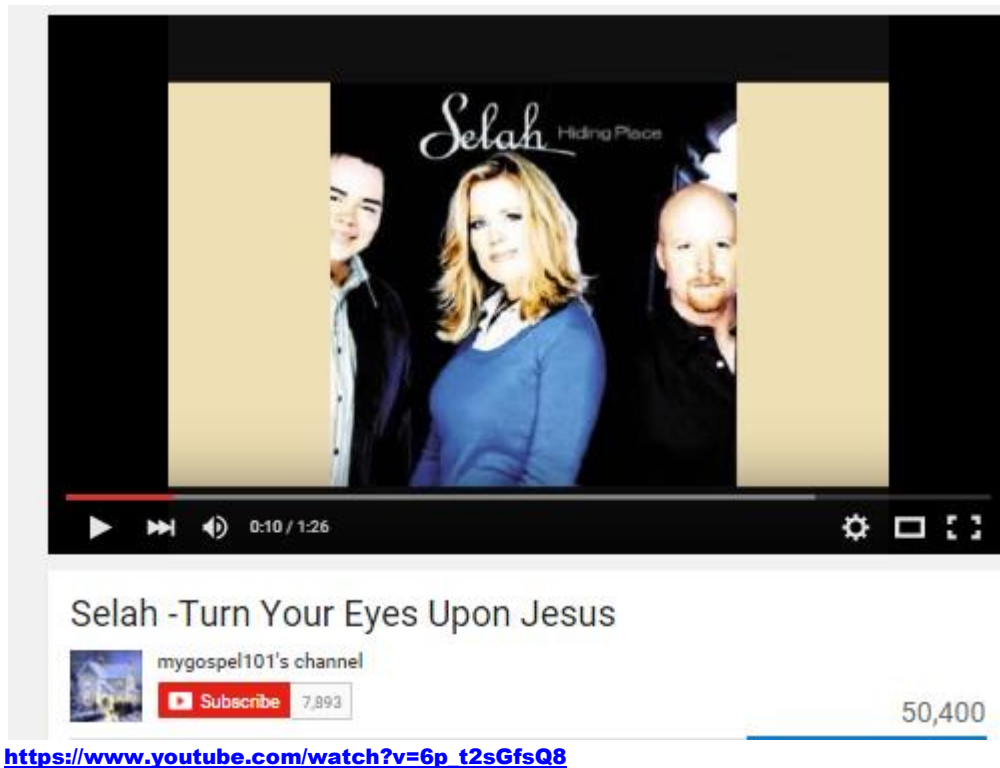 Selah Hiding Place
0:10 / 1:26
Selah -Turn Your Eyes Upon Jesus
mygospel101's channel
Subscribe 7,893
50,400
https://www.youtube.com/watch?v=6p_t2sGfsQ8